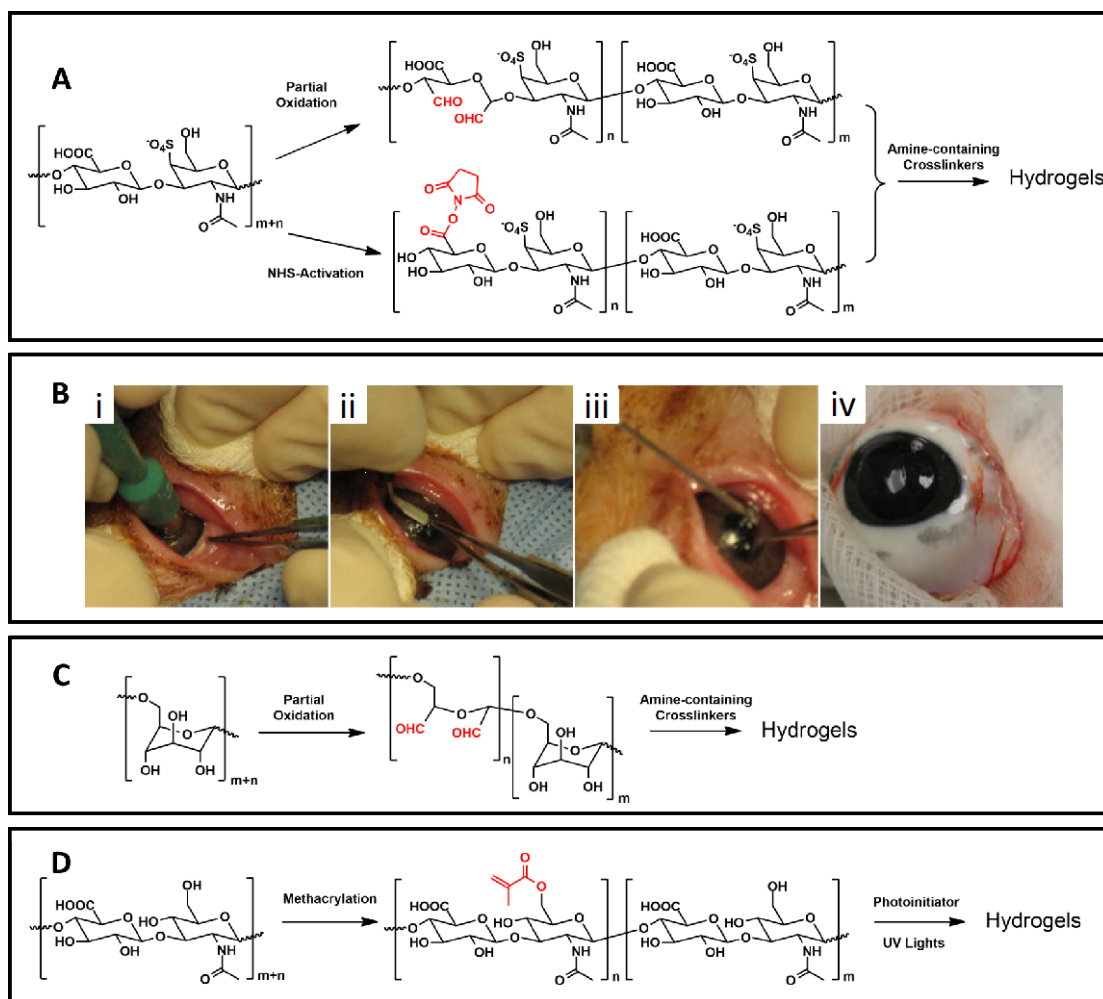 A
HOOC
O
HO
OH
O
⁻O₄S
OH
O
NH
O
m+n
Partial
Oxidation
NHS-Activation
HOOC
O
CHO
O
OHC
O
⁻O₄S
OH
O
NH
O
n
HOOC
O
HO
OH
O
⁻O₄S
OH
O
NH
O
m
O
N
O
O
O
HO
HO
OH
O
O
⁻O₄S
OH
O
NH
O
n
O
HOOC
O
HO
OH
O
⁻O₄S
OH
O
NH
O
m
Amine-containing
Crosslinkers
Hydrogels
B
i
ii
iii
iv
C
O
OH
O
OH
OH
m+n
Partial
Oxidation
O
OHC
O
CHO
n
O
OH
O
OH
OH
m
Amine-containing
Crosslinkers
Hydrogels
D
HOOC
O
O
HO
OH
O
HO
OH
O
NH
O
m+n
Methacrylation
O
O
HOOC
O
O
HO
OH
O
HO
O
NH
O
n
O
HOOC
O
HO
OH
O
HO
OH
O
NH
O
m
Photoinitiator
UV Lights
Hydrogels